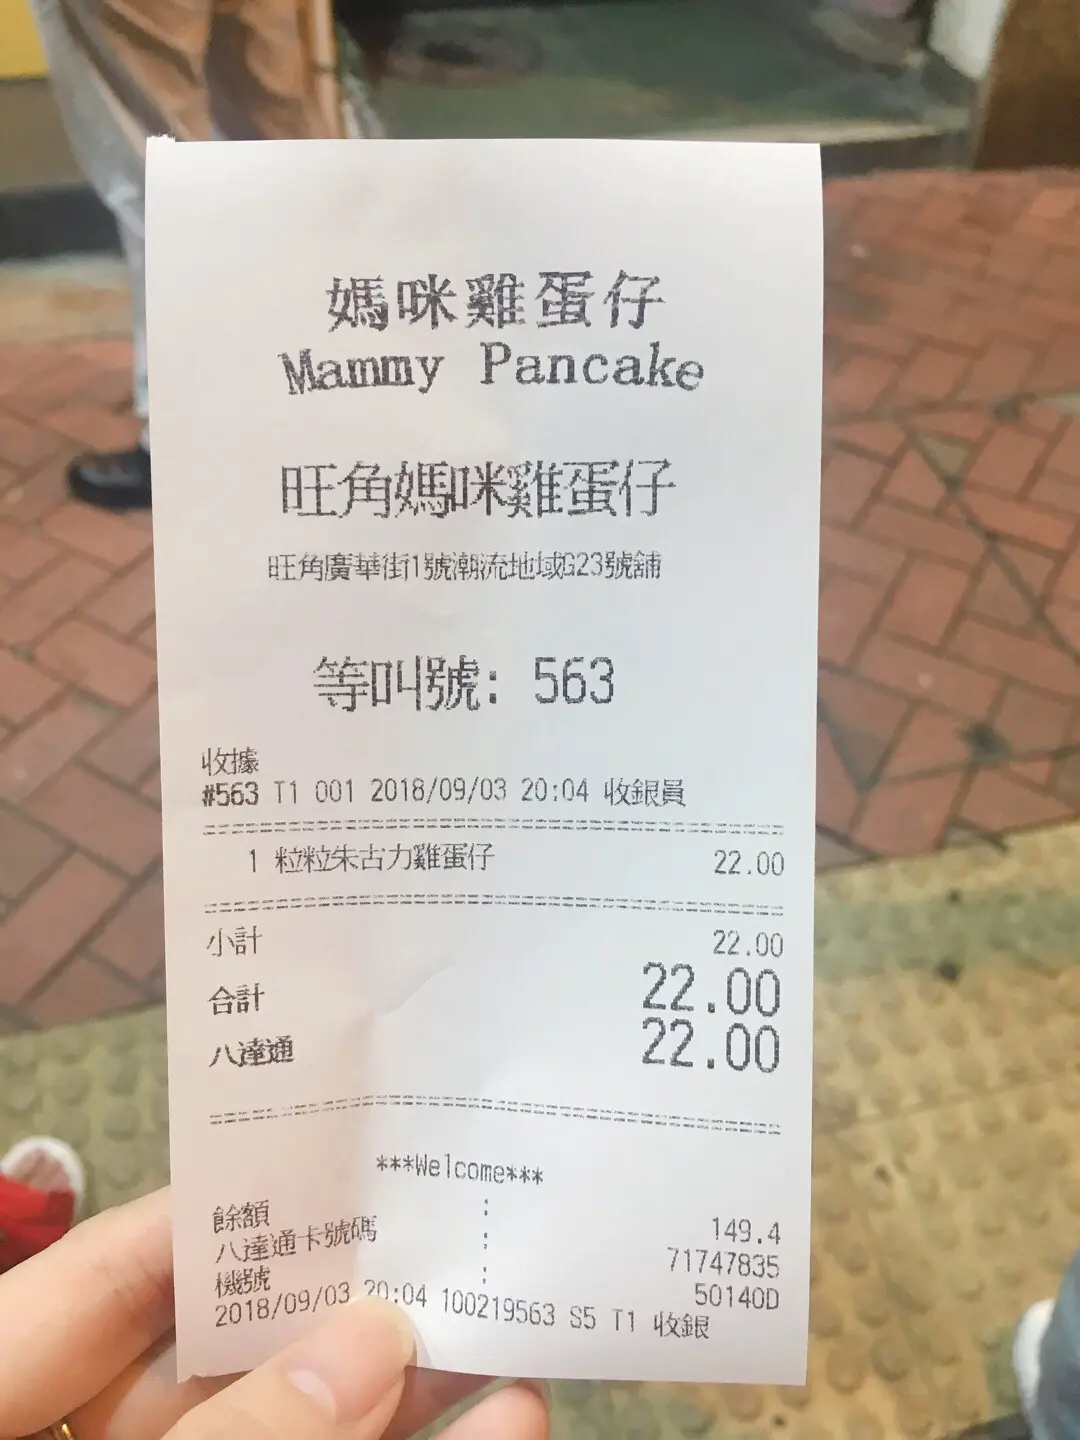 媽咪雞蛋仔
Mammy Pancake
旺角媽咪雞蛋仔
旺角廣華街1號潮流地域G23號舖
等叫號: 563
收據
#563 T1 001 2018/09/03 20:04 收銀員
1 粒粒朱古力雞蛋仔 22.00
小計 22.00
合計 22.00
八達通 22.00
***Welcome***
餘額 : 149.4
八達通卡號碼 : 71747835
機號 : 50140D
2018/09/03 20:04 100219563 S5 T1 收銀